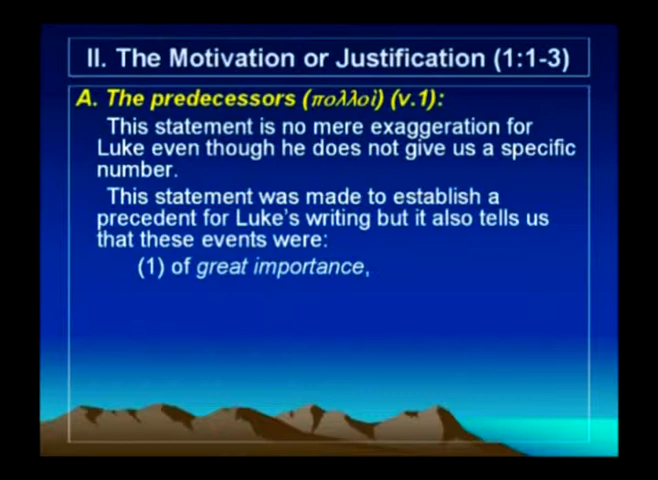 II. The Motivation or Justification (1:1-3)
A. The predecessors (πολλοὶ) (v.1):
This statement is no mere exaggeration for
Luke even though he does not give us a specific
number.
This statement was made to establish a
precedent for Luke's writing but it also tells us
that these events were:
(1) of great importance,